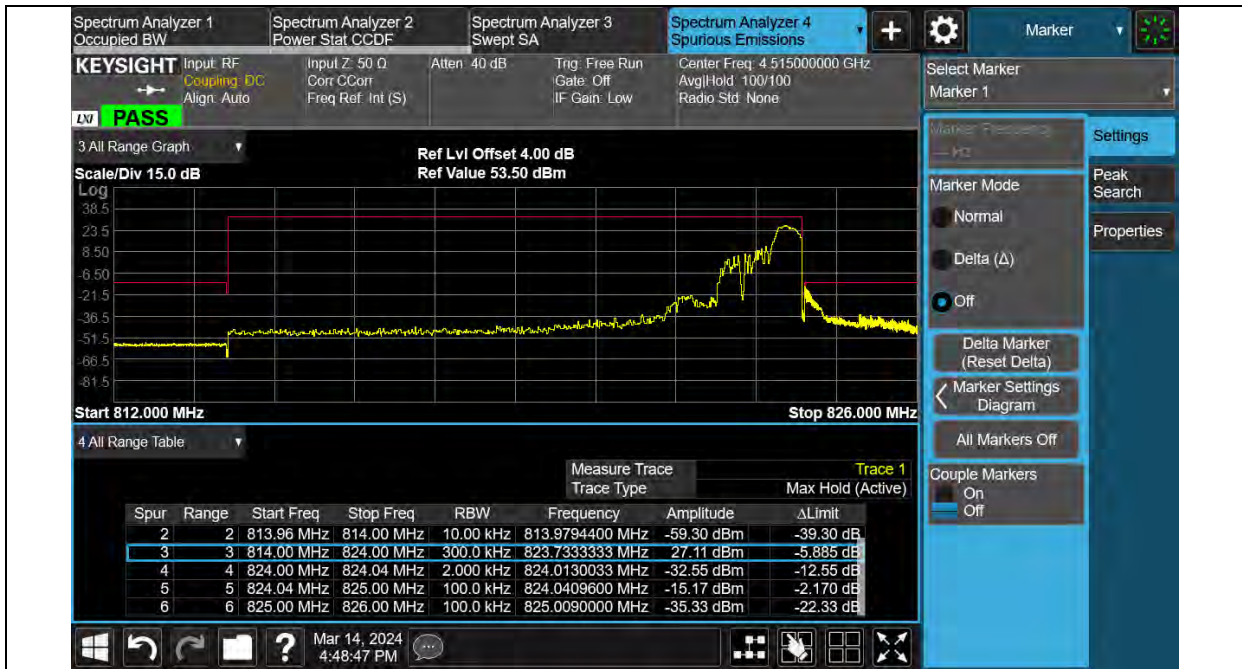 Spectrum Analyzer 1
Occupied BW
Spectrum Analyzer 2
Power Stat CCDF
Spectrum Analyzer 3
Swept SA
Spectrum Analyzer 4
Spurious Emissions
Marker
KEYSIGHT
Input: RF
Coupling: DC
Align: Auto
Input Z: 50 Ω
Corr CCorr
Freq Ref: Int (S)
Atten: 40 dB
Trig: Free Run
Gate: Off
IF Gain: Low
Center Freq: 4.515000000 GHz
Avg|Hold: 100/100
Radio Std: None
LXI PASS
3 All Range Graph
Scale/Div 15.0 dB
Ref Lvl Offset 4.00 dB
Ref Value 53.50 dBm
Log
38.5
23.5
8.50
-6.50
-21.5
-36.5
-51.5
-66.5
-81.5
Start 812.000 MHz
Stop 826.000 MHz
4 All Range Table
Measure Trace Trace 1
Trace Type Max Hold (Active)
Spur Range Start Freq Stop Freq RBW Frequency Amplitude ΔLimit
2 2 813.96 MHz 814.00 MHz 10.00 kHz 813.9794400 MHz -59.30 dBm -39.30 dB
3 3 814.00 MHz 824.00 MHz 300.0 kHz 823.7333333 MHz 27.11 dBm -5.885 dB
4 4 824.00 MHz 824.04 MHz 2.000 kHz 824.0130033 MHz -32.55 dBm -12.55 dB
5 5 824.04 MHz 825.00 MHz 100.0 kHz 824.0409600 MHz -15.17 dBm -2.170 dB
6 6 825.00 MHz 826.00 MHz 100.0 kHz 825.0090000 MHz -35.33 dBm -22.33 dB
Mar 14, 2024
4:48:47 PM
Select Marker
Marker 1
Marker Frequency
--- Hz
Settings
Peak
Search
Properties
Marker Mode
Normal
Delta (Δ)
Off
Delta Marker
(Reset Delta)
Marker Settings
Diagram
All Markers Off
Couple Markers
On
Off